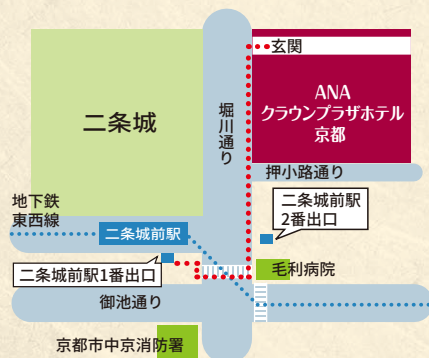 玄関
ANA
クラウンプラザホテル
京都
二条城
堀川通り
押小路通り
地下鉄
東西線
二条城前駅
2番出口
二条城前駅
二条城前駅1番出口
毛利病院
御池通り
京都市中京消防署